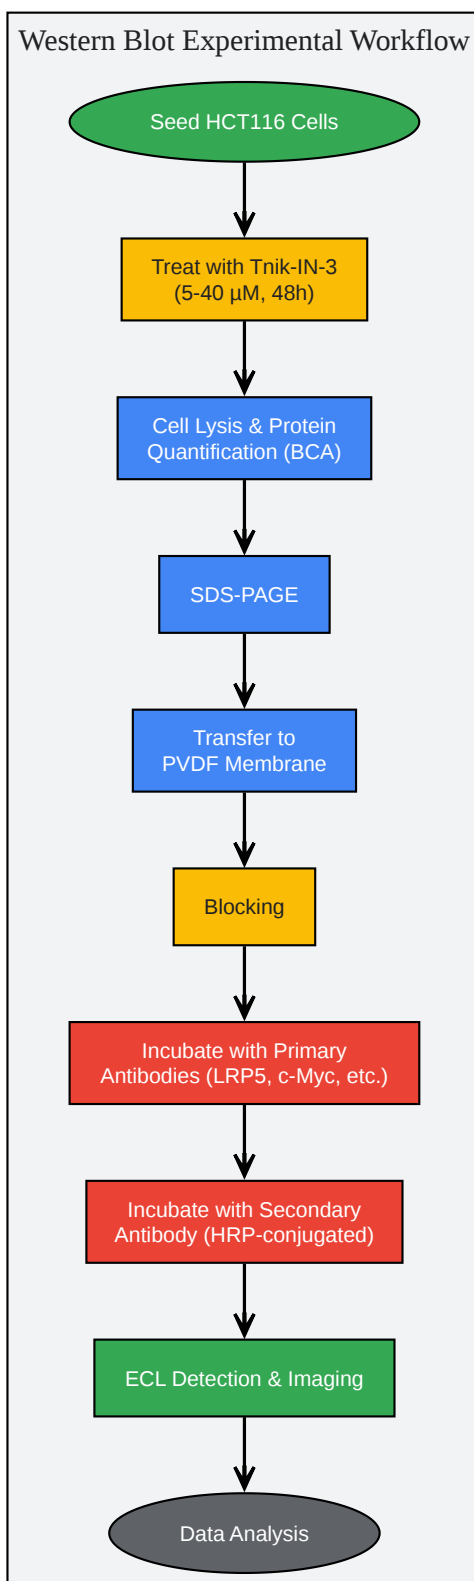 Western Blot Experimental Workflow
Seed HCT116 Cells
Treat with Tnik-IN-3
(5-40 µM, 48h)
Cell Lysis & Protein
Quantification (BCA)
SDS-PAGE
Transfer to
PVDF Membrane
Blocking
Incubate with Primary
Antibodies (LRP5, c-Myc, etc.)
Incubate with Secondary
Antibody (HRP-conjugated)
ECL Detection & Imaging
Data Analysis